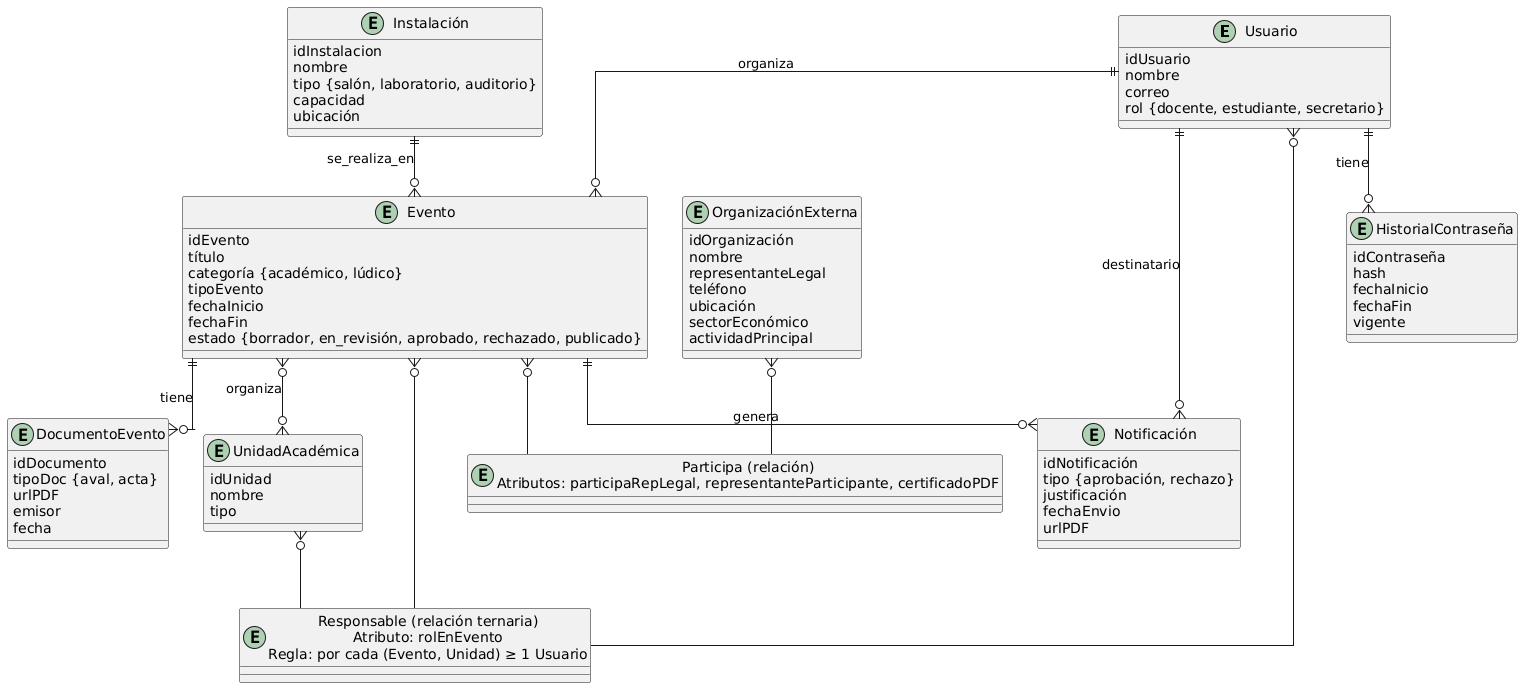 E Instalación
idInstalacion
nombre
tipo {salón, laboratorio, auditorio}
capacidad
ubicación
E Usuario
idUsuario
nombre
correo
rol {docente, estudiante, secretario}
organiza
se_realiza_en
tiene
E Evento
idEvento
título
categoría {académico, lúdico}
tipoEvento
fechaInicio
fechaFin
estado {borrador, en_revisión, aprobado, rechazado, publicado}
E OrganizaciónExterna
idOrganización
nombre
representanteLegal
teléfono
ubicación
sectorEconómico
actividadPrincipal
destinatario
E HistorialContraseña
idContraseña
hash
fechaInicio
fechaFin
vigente
tiene
organiza
genera
E DocumentoEvento
idDocumento
tipoDoc {aval, acta}
urlPDF
emisor
fecha
E UnidadAcadémica
idUnidad
nombre
tipo
E Participa (relación)
Atributos: participaRepLegal, representanteParticipante, certificadoPDF
E Notificación
idNotificación
tipo {aprobación, rechazo}
justificación
fechaEnvio
urlPDF
E Responsable (relación ternaria)
Atributo: rolEnEvento
Regla: por cada (Evento, Unidad) ≥ 1 Usuario